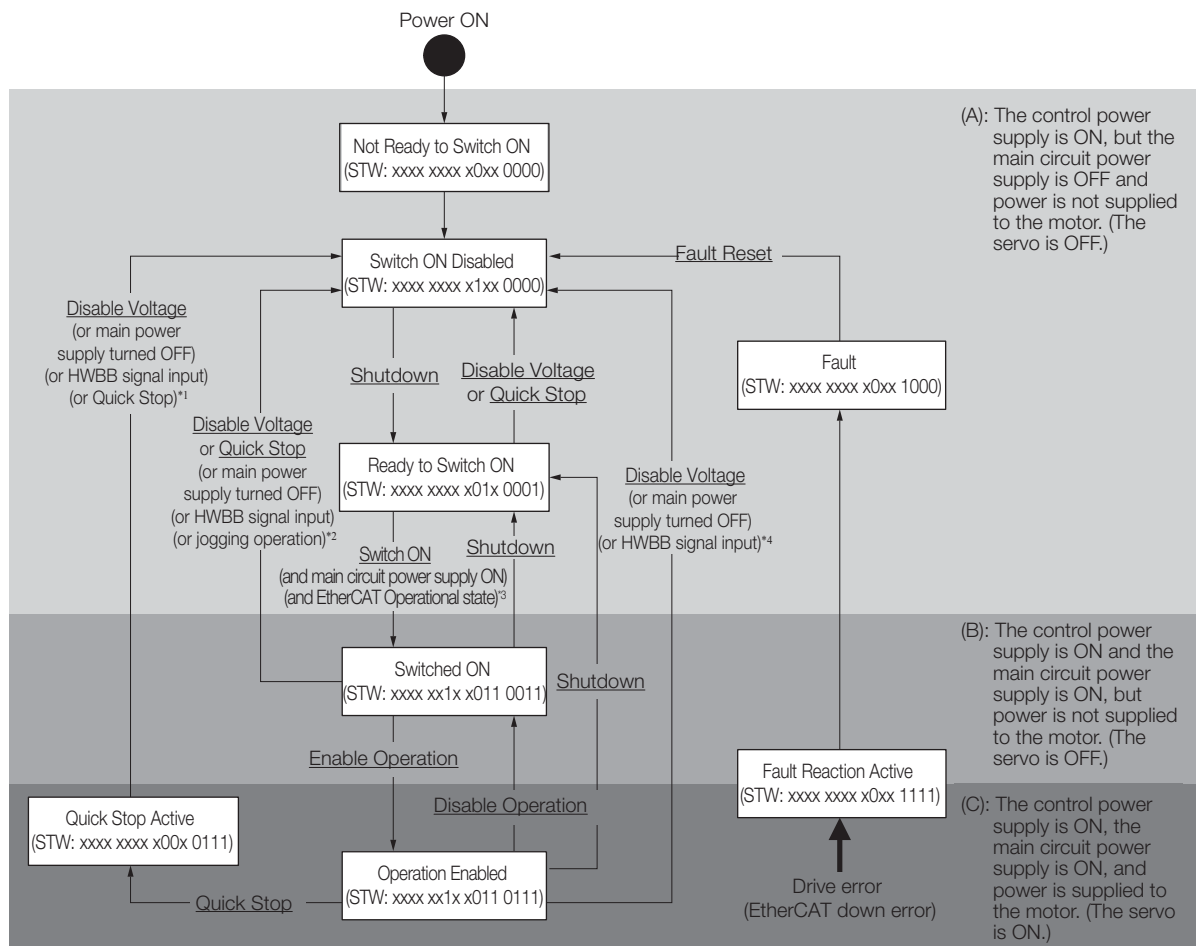 Power ON
Not Ready to Switch ON
(STW: xxxx xxxx x0xx 0000)
(A): The control power
supply is ON, but the
main circuit power
supply is OFF and
power is not supplied
to the motor. (The
servo is OFF.)
Switch ON Disabled
(STW: xxxx xxxx x1xx 0000)
Fault Reset
Disable Voltage
(or main power
supply turned OFF)
(or HWBB signal input)
(or Quick Stop)*1
Shutdown
Disable Voltage
or Quick Stop
Fault
(STW: xxxx xxxx x0xx 1000)
Disable Voltage
or Quick Stop
(or main power
supply turned OFF)
(or HWBB signal input)
(or jogging operation)*2
Ready to Switch ON
(STW: xxxx xxxx x01x 0001)
Disable Voltage
(or main power
supply turned OFF)
(or HWBB signal input)*4
Switch ON
(and main circuit power supply ON)
(and EtherCAT Operational state)*3
Shutdown
Switched ON
(STW: xxxx xx1x x011 0011)
Shutdown
(B): The control power
supply is ON and the
main circuit power
supply is ON, but
power is not supplied
to the motor. (The
servo is OFF.)
Enable Operation
Disable Operation
Fault Reaction Active
(STW: xxxx xxxx x0xx 1111)
Quick Stop Active
(STW: xxxx xxxx x00x 0111)
Quick Stop
Operation Enabled
(STW: xxxx xx1x x011 0111)
Drive error
(EtherCAT down error)
(C): The control power
supply is ON, the
main circuit power
supply is ON, and
power is supplied to
the motor. (The servo
is ON.)